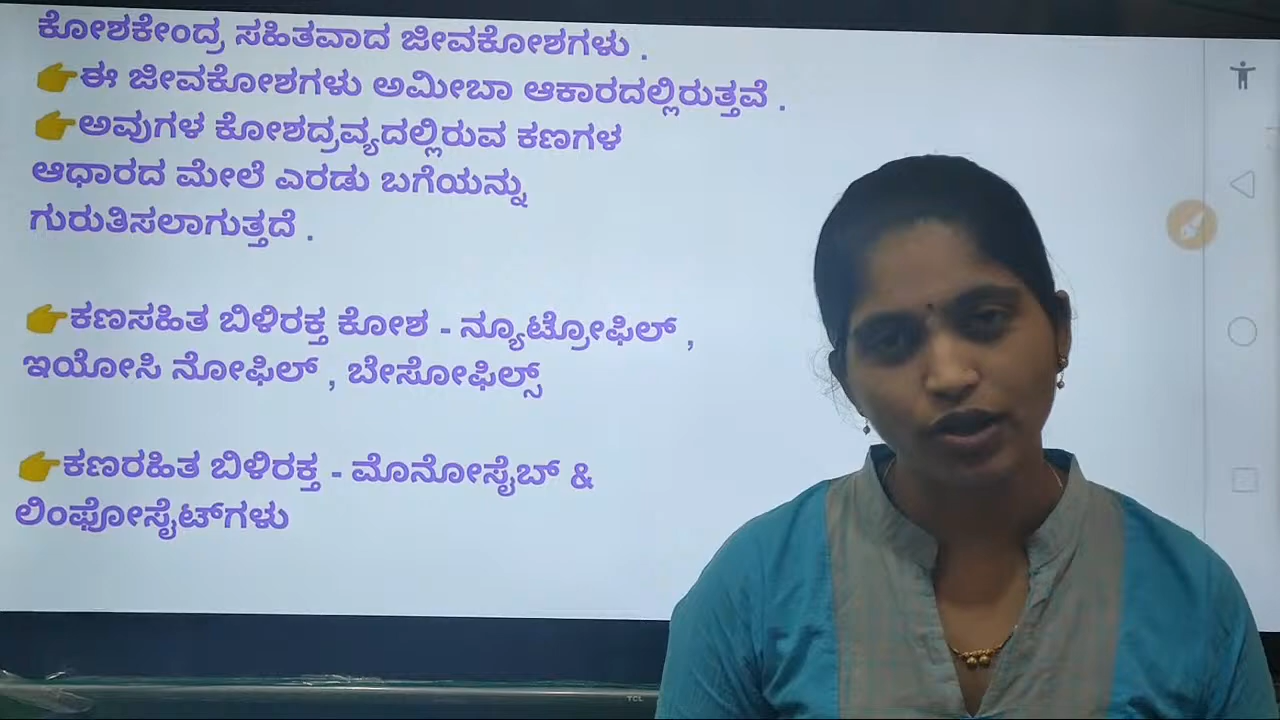 ಕೋಶಕೇಂದ್ರ ಸಹಿತವಾದ ಜೀವಕೋಶಗಳು .
👉ಈ ಜೀವಕೋಶಗಳು ಅಮೀಬಾ ಆಕಾರದಲ್ಲಿರುತ್ತವೆ .
👉ಅವುಗಳ ಕೋಶದ್ರವ್ಯದಲ್ಲಿರುವ ಕಣಗಳ
ಆಧಾರದ ಮೇಲೆ ಎರಡು ಬಗೆಯನ್ನು
ಗುರುತಿಸಲಾಗುತ್ತದೆ .
👉ಕಣಸಹಿತ ಬಿಳಿರಕ್ತ ಕೋಶ - ನ್ಯೂಟ್ರೋಫಿಲ್ ,
ಇಯೋಸಿ ನೋಫಿಲ್ , ಬೇಸೋಫಿಲ್ಸ್
👉ಕಣರಹಿತ ಬಿಳಿರಕ್ತ - ಮೊನೋಸೈಬ್ &
ಲಿಂಫೋಸೈಟ್‌ಗಳು
TCL